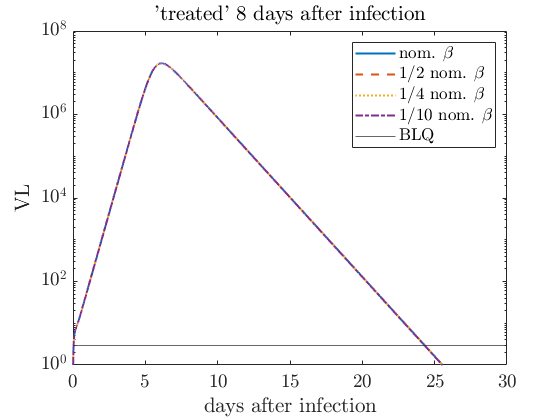 'treated' 8 days after infection
10^8
10^6
10^4
10^2
10^0
VL
nom. β
1/2 nom. β
1/4 nom. β
1/10 nom. β
BLQ
0 5 10 15 20 25 30
days after infection